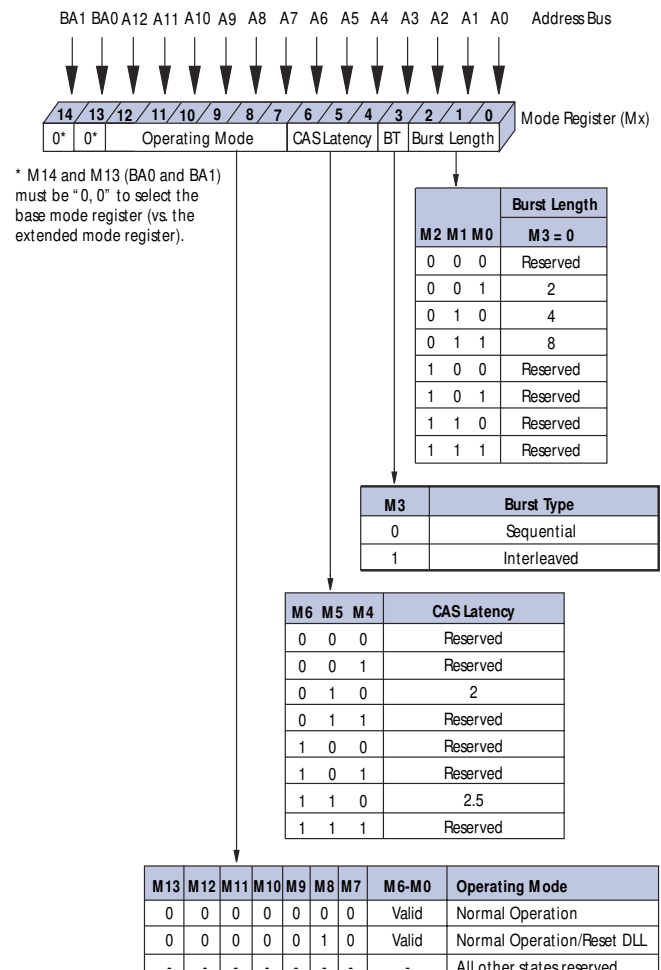 BA1 BA0 A12 A11 A10 A9 A8 A7 A6 A5 A4 A3 A2 A1 A0 Address Bus
14 13 12 11 10 9 8 7 6 5 4 3 2 1 0 Mode Register (Mx)
0* 0* Operating Mode CAS Latency BT Burst Length
* M14 and M13 (BA0 and BA1)
must be "0, 0" to select the
base mode register (vs. the
extended mode register).
Burst Length
M2 M1 M0 M3 = 0
0 0 0 Reserved
0 0 1 2
0 1 0 4
0 1 1 8
1 0 0 Reserved
1 0 1 Reserved
1 1 0 Reserved
1 1 1 Reserved
M3 Burst Type
0 Sequential
1 Interleaved
M6 M5 M4 CAS Latency
0 0 0 Reserved
0 0 1 Reserved
0 1 0 2
0 1 1 Reserved
1 0 0 Reserved
1 0 1 Reserved
1 1 0 2.5
1 1 1 Reserved
M13 M12 M11 M10 M9 M8 M7 M6-M0 Operating Mode
0 0 0 0 0 0 0 Valid Normal Operation
0 0 0 0 0 1 0 Valid Normal Operation/Reset DLL
- - - - - - - - All other states reserved